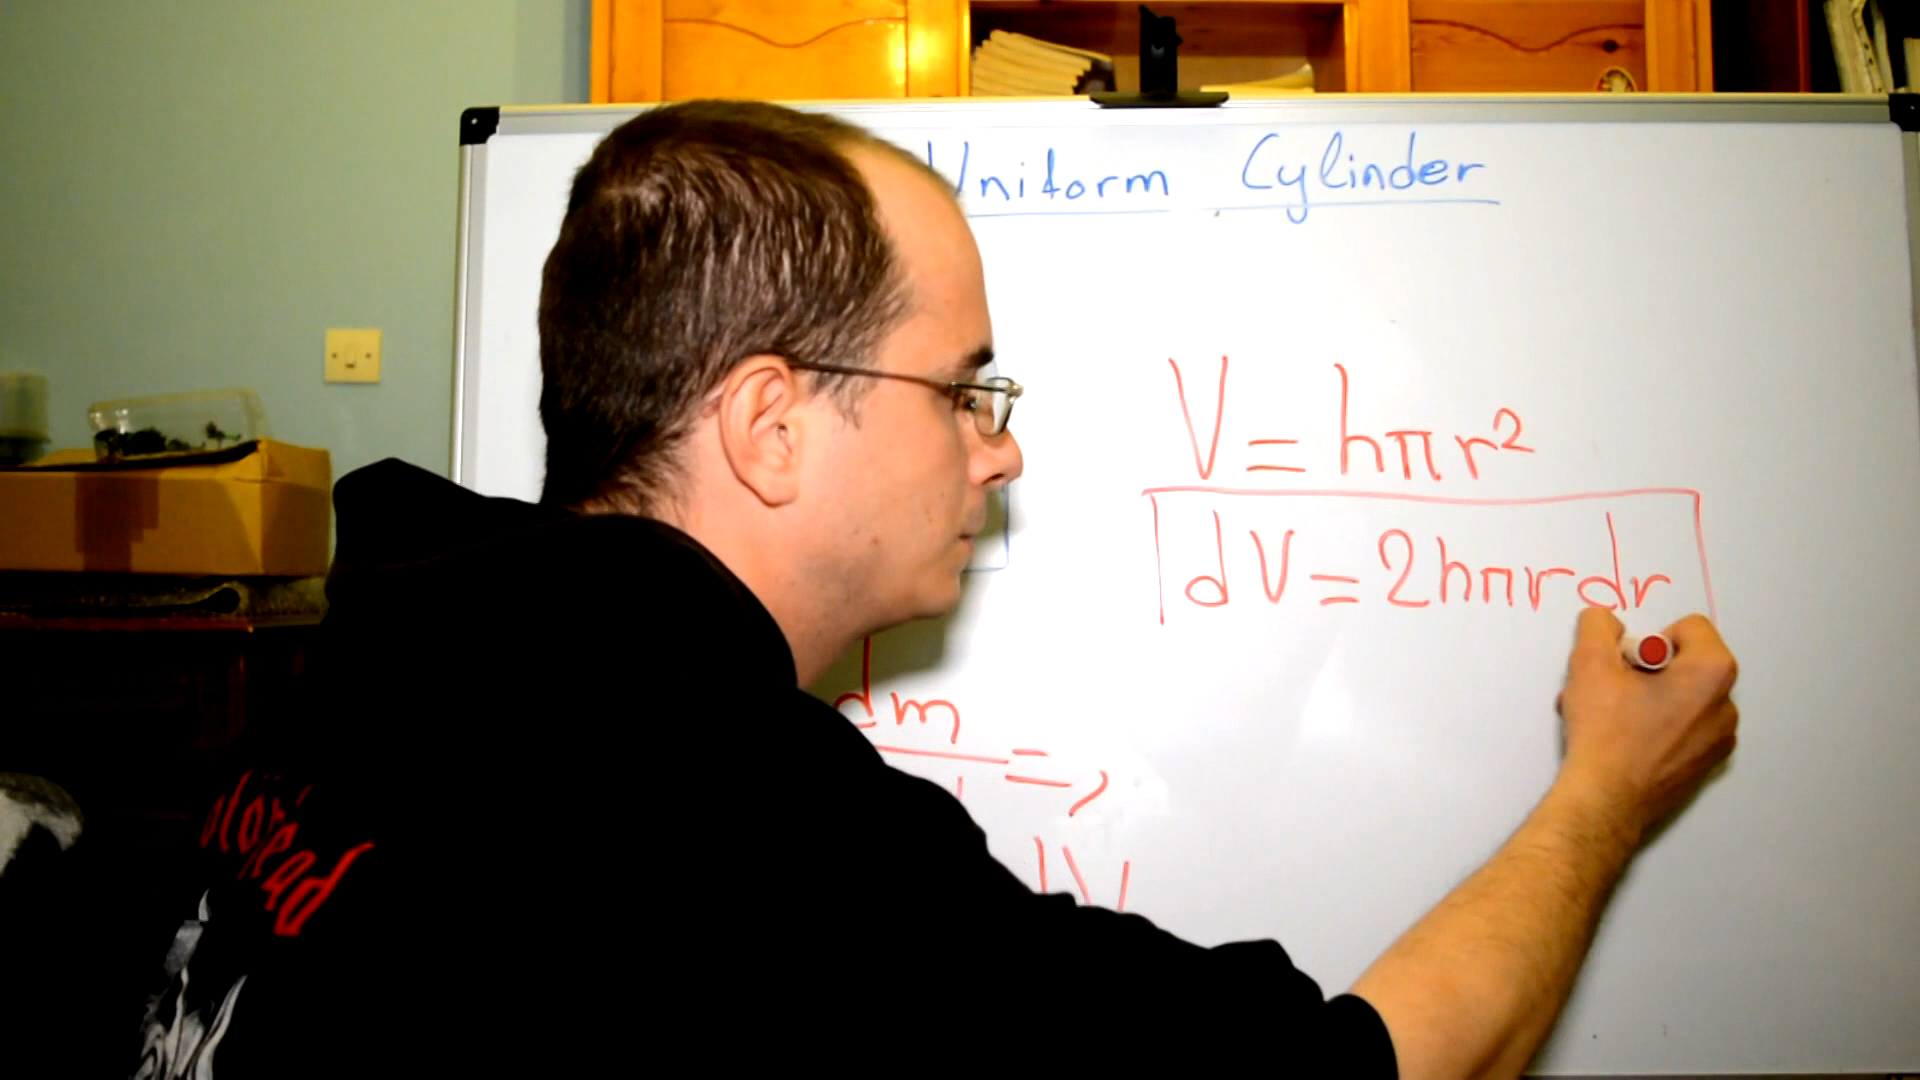 Uniform Cylinder
V = hπr²
dV = 2hπrdr
dm
=